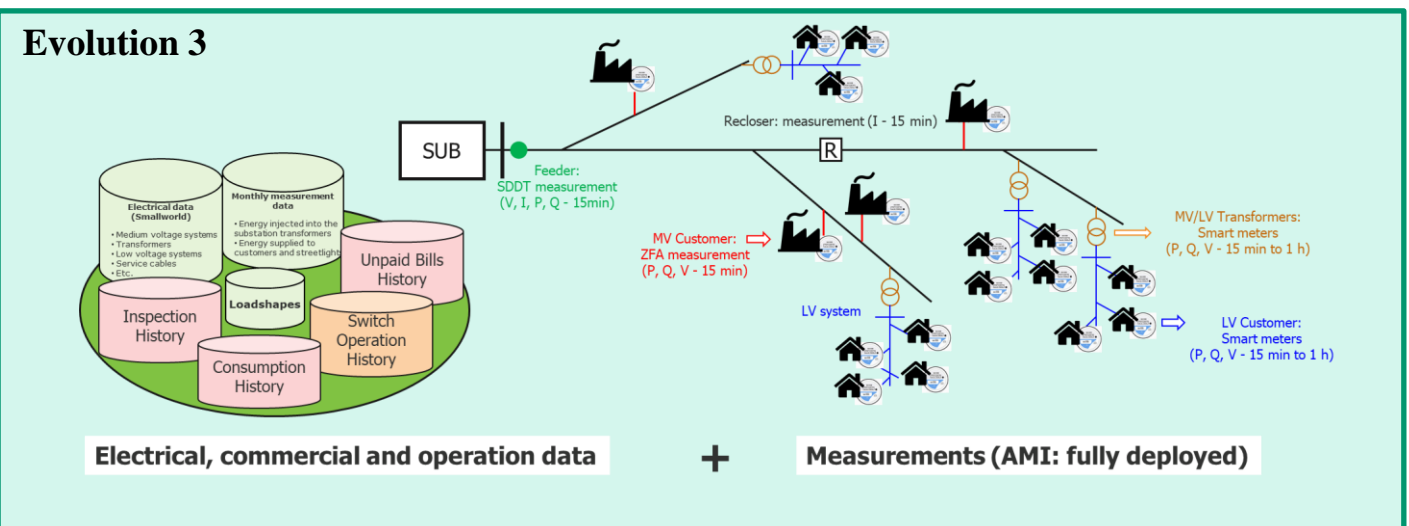 Evolution 3
SUB
Feeder:
SDDT measurement
(V, I, P, Q - 15min)
Recloser: measurement (I - 15 min)
R
MV Customer:
ZFA measurement
(P, Q, V - 15 min)
LV system
MV/LV Transformers:
Smart meters
(P, Q, V - 15 min to 1 h)
LV Customer:
Smart meters
(P, Q, V - 15 min to 1 h)
Electrical data
(Smallworld)
• Medium voltage systems
• Transformers
• Low voltage systems
• Service cables
• Etc.
Monthly measurement
data
• Energy injected into the
substation transformers
• Energy supplied to
customers and streetlight
Unpaid Bills
History
Loadshapes
Inspection
History
Switch
Operation
History
Consumption
History
Electrical, commercial and operation data
+
Measurements (AMI: fully deployed)